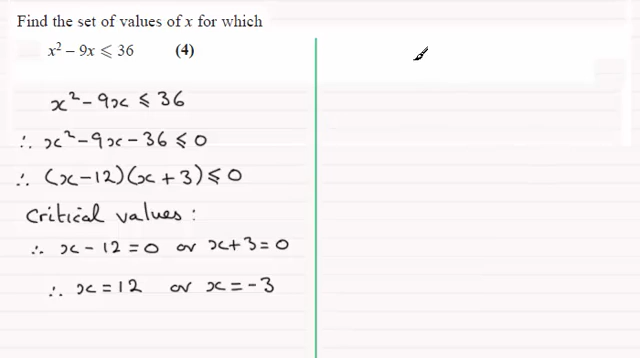 Find the set of values of x for which
x² – 9x ⩽ 36 (4)
x² – 9x ⩽ 36
∴ x² – 9x – 36 ⩽ 0
∴ (x – 12)(x + 3) ⩽ 0
Critical values :
∴ x – 12 = 0 or x + 3 = 0
∴ x = 12 or x = – 3